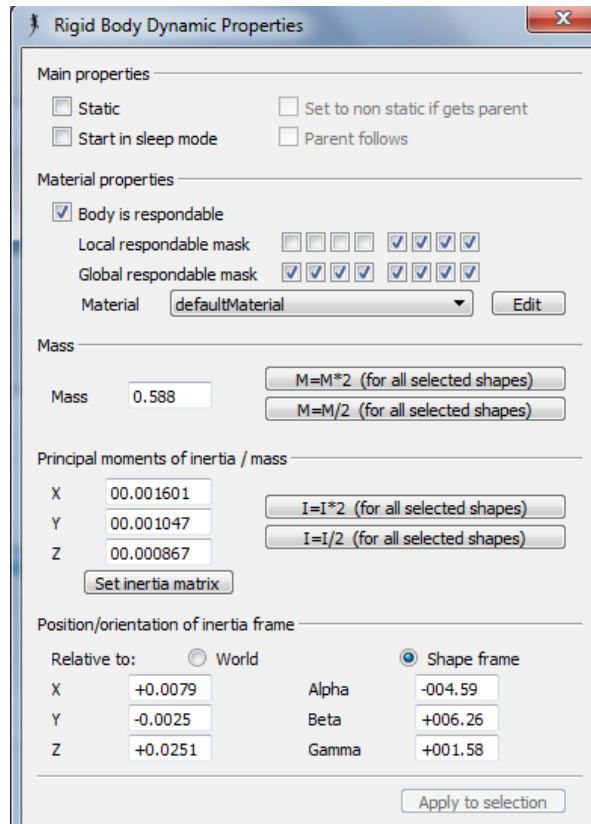 Rigid Body Dynamic Properties
Main properties
Static Set to non static if gets parent
Start in sleep mode Parent follows
Material properties
Body is respondable
Local respondable mask
Global respondable mask
Material defaultMaterial Edit
Mass
M=M*2 (for all selected shapes)
Mass 0.588
M=M/2 (for all selected shapes)
Principal moments of inertia / mass
X 00.001601
I=I*2 (for all selected shapes)
Y 00.001047
I=I/2 (for all selected shapes)
Z 00.000867
Set inertia matrix
Position/orientation of inertia frame
Relative to: World Shape frame
X +0.0079 Alpha -004.59
Y -0.0025 Beta +006.26
Z +0.0251 Gamma +001.58
Apply to selection